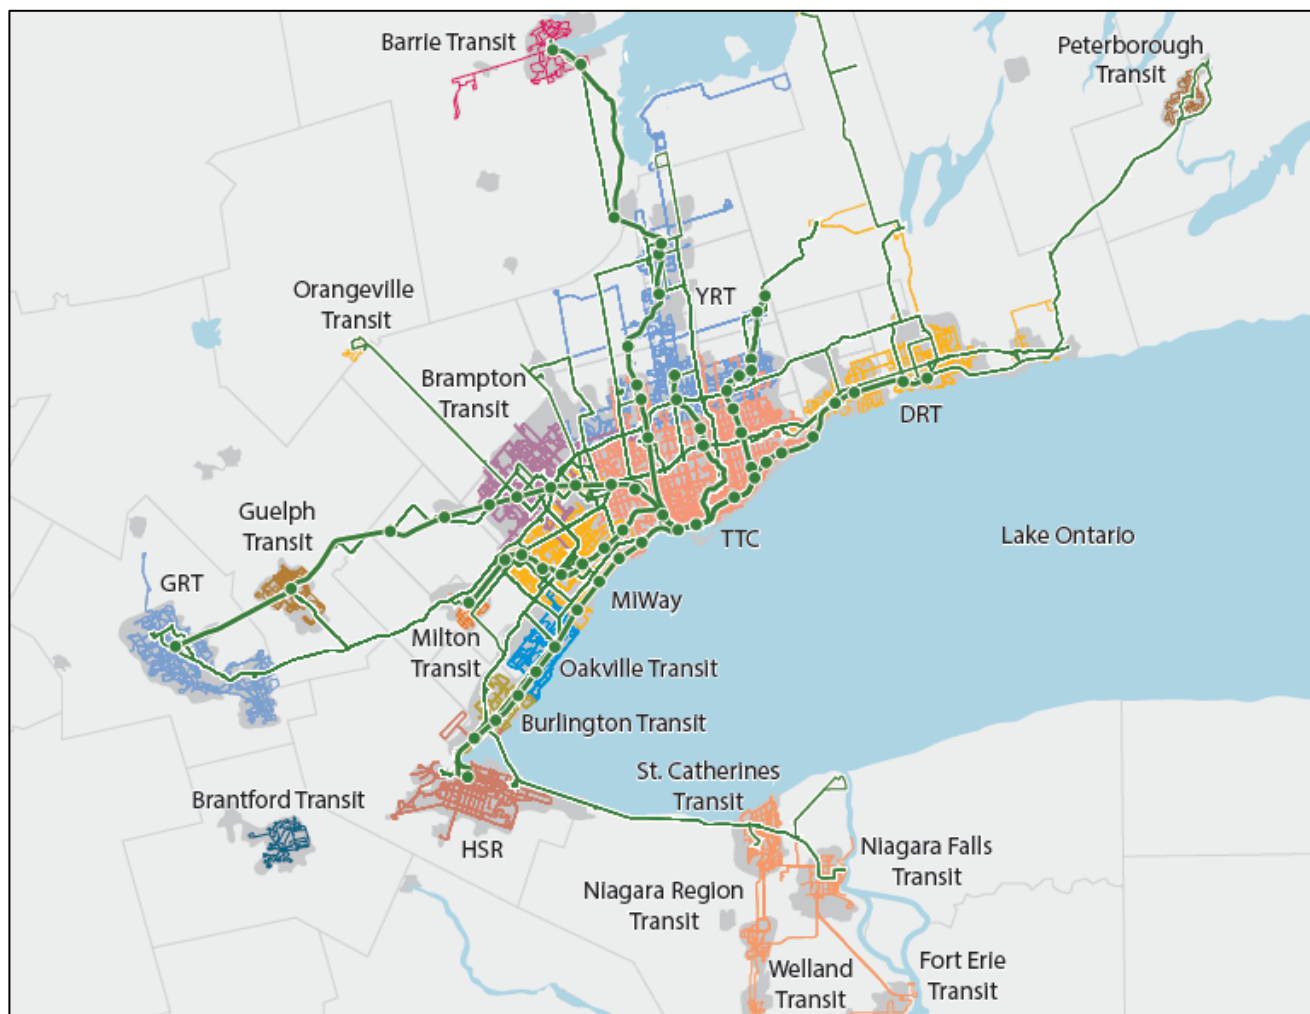 Barrie Transit
Peterborough
Transit
Orangeville
Transit
YRT
Brampton
Transit
DRT
Guelph
Transit
TTC
Lake Ontario
GRT
MiWay
Milton
Transit
Oakville Transit
Burlington Transit
St. Catherines
Transit
Brantford Transit
HSR
Niagara Falls
Transit
Niagara Region
Transit
Welland
Transit
Fort Erie
Transit